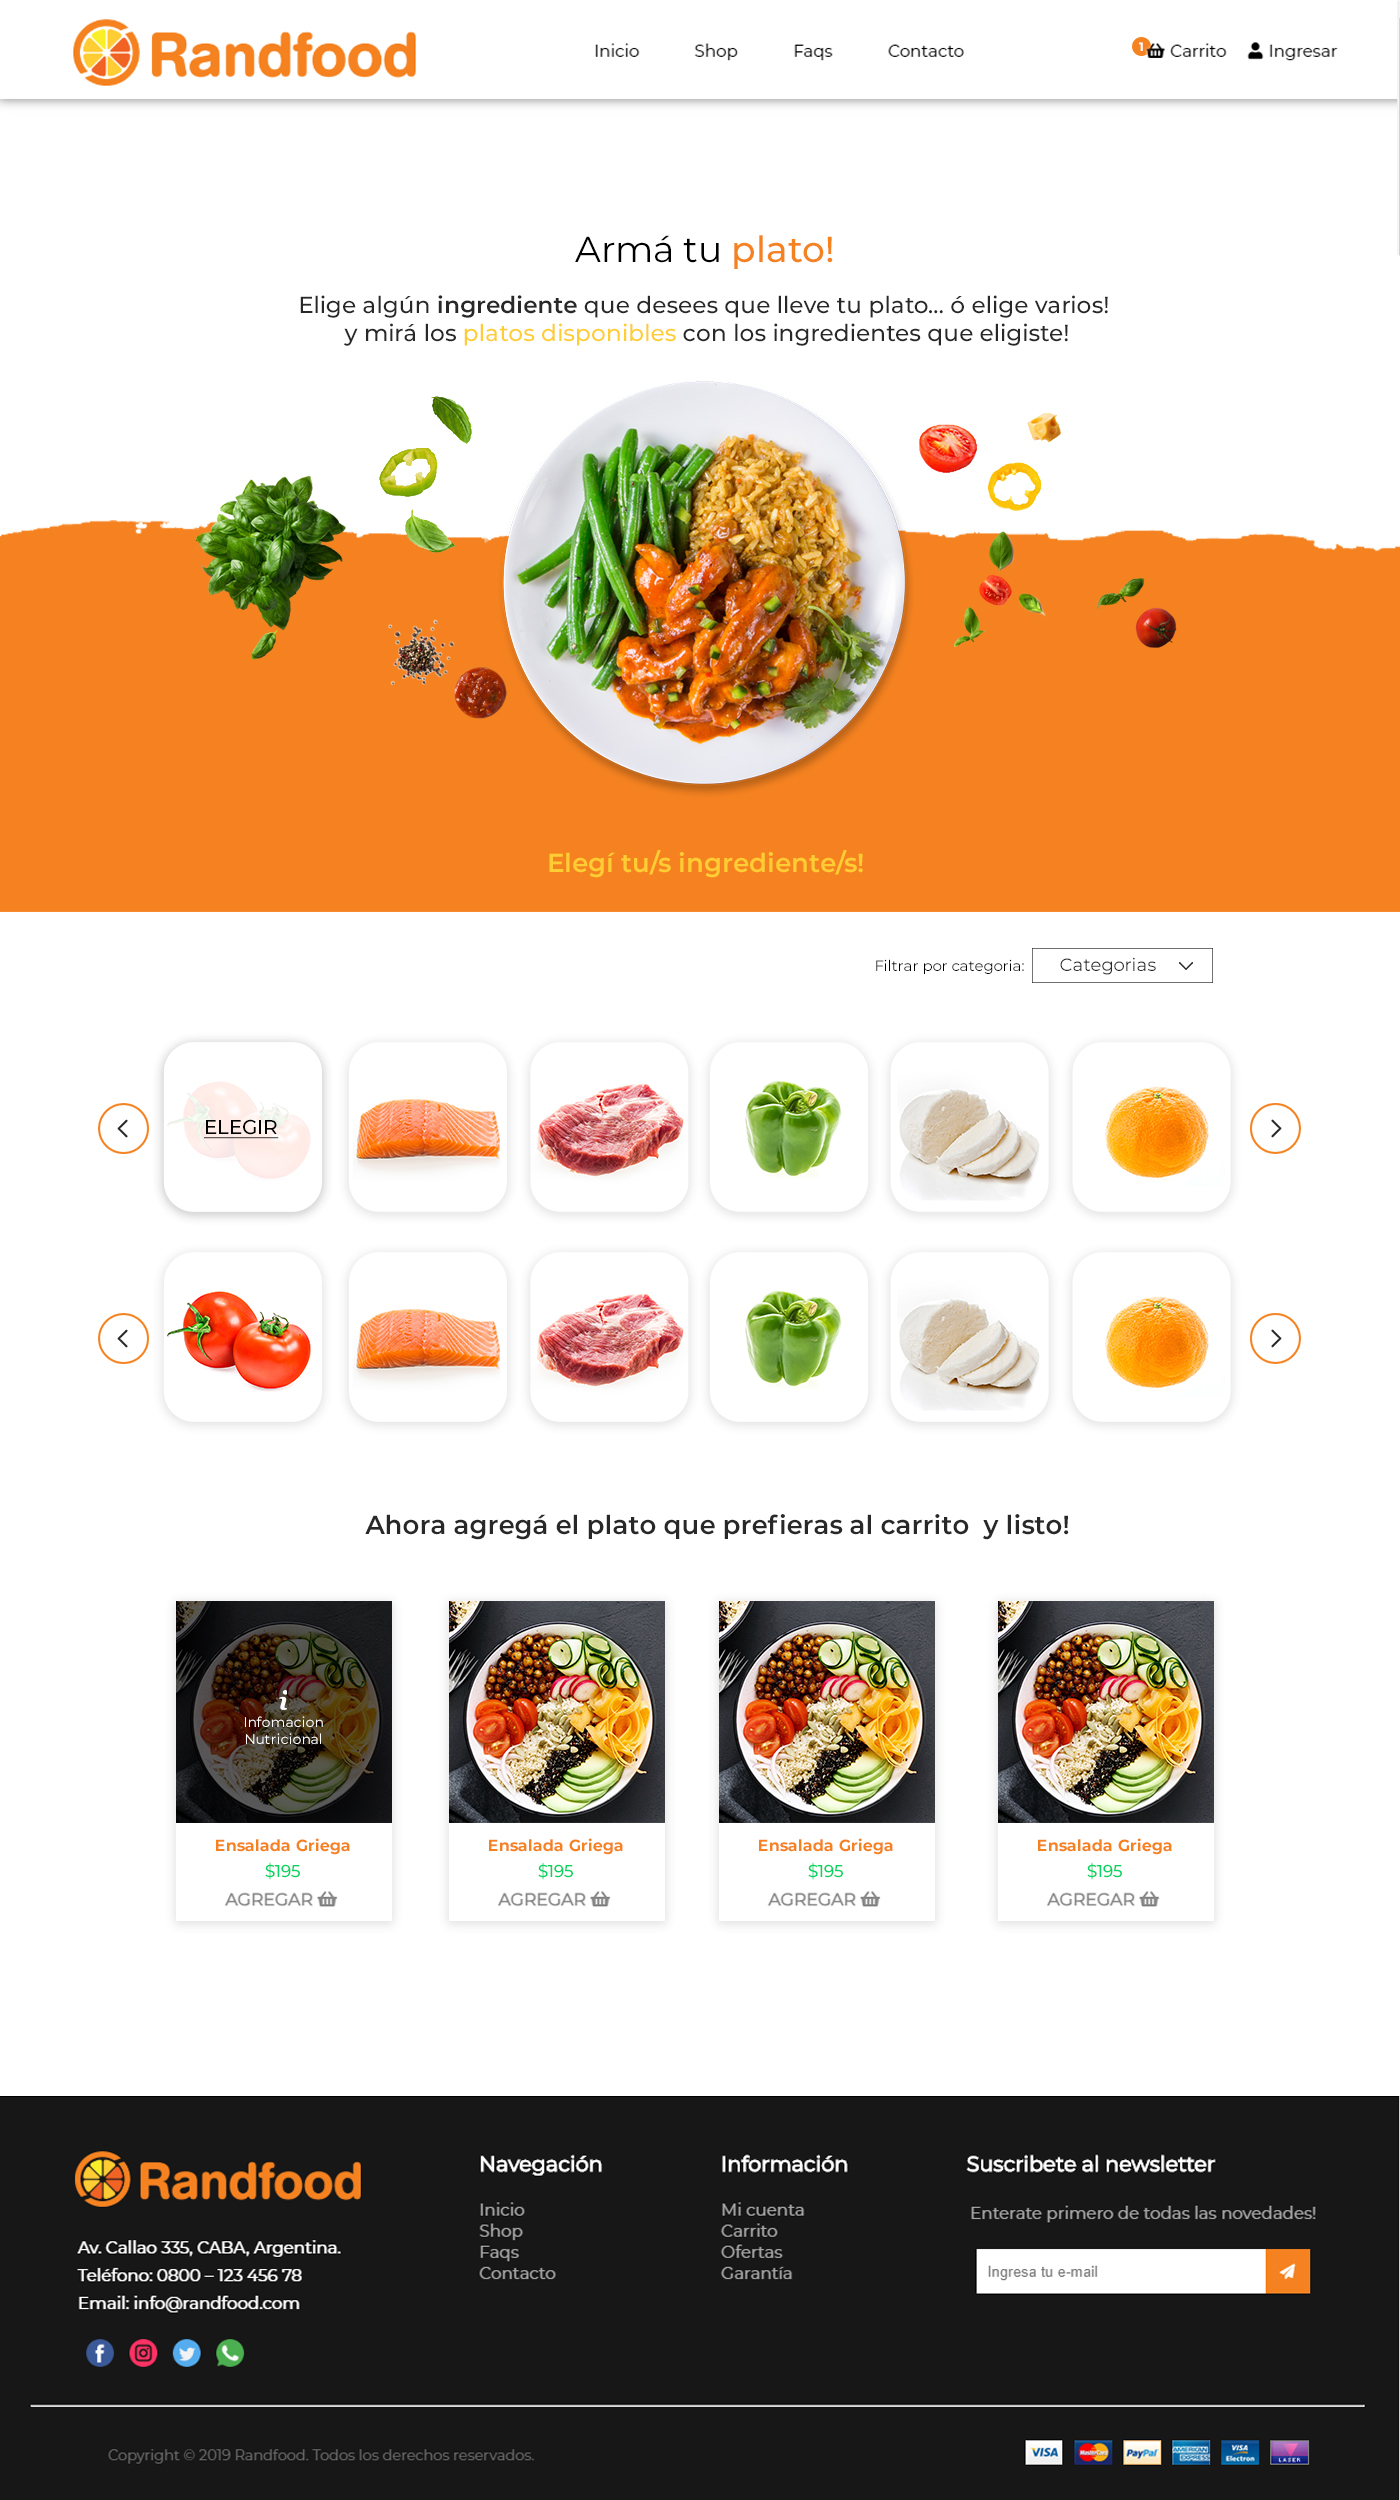 Randfood
Inicio
Shop
Faqs
Contacto
1
Carrito
Ingresar
Armá tu plato!
Elige algún ingrediente que desees que lleve tu plato... ó elige varios!
y mirá los platos disponibles con los ingredientes que eligiste!
Elegí tu/s ingrediente/s!
Filtrar por categoria:
Categorias
ELEGIR
Ahora agregá el plato que prefieras al carrito y listo!
i
Infomacion
Nutricional
Ensalada Griega
$195
AGREGAR
Ensalada Griega
$195
AGREGAR
Ensalada Griega
$195
AGREGAR
Ensalada Griega
$195
AGREGAR
Randfood
Av. Callao 335, CABA, Argentina.
Teléfono: 0800 – 123 456 78
Email: info@randfood.com
Navegación
Inicio
Shop
Faqs
Contacto
Información
Mi cuenta
Carrito
Ofertas
Garantía
Suscribete al newsletter
Enterate primero de todas las novedades!
Ingresa tu e-mail
Copyright © 2019 Randfood. Todos los derechos reservados.
VISA
MasterCard
PayPal
AMERICAN EXPRESS
VISA Electron
LASER